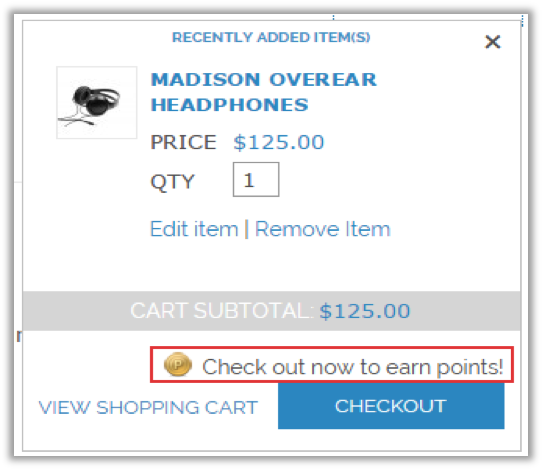 RECENTLY ADDED ITEM(S)
×
MADISON OVEREAR
HEADPHONES
PRICE $125.00
QTY 1
Edit item | Remove Item
CART SUBTOTAL: $125.00
P Check out now to earn points!
VIEW SHOPPING CART CHECKOUT